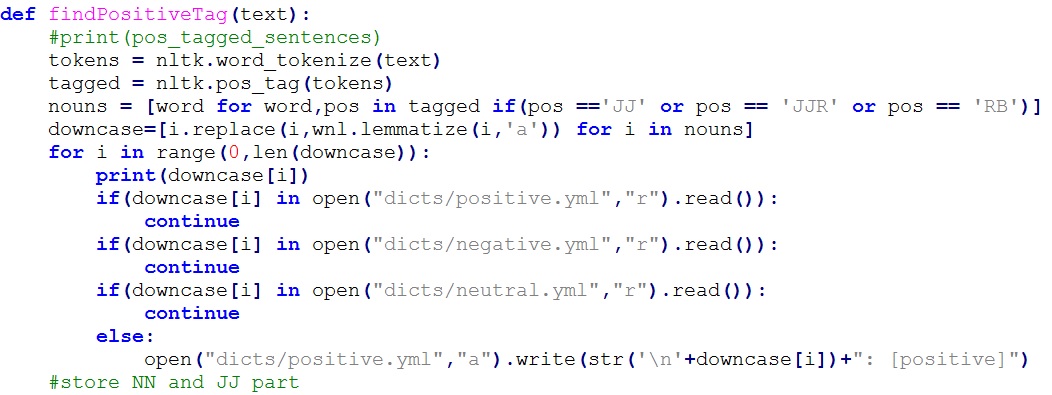 def findPositiveTag(text):
    #print(pos_tagged_sentences)
    tokens = nltk.word_tokenize(text)
    tagged = nltk.pos_tag(tokens)
    nouns = [word for word,pos in tagged if(pos =='JJ' or pos == 'JJR' or pos == 'RB')]
    downcase=[i.replace(i,wnl.lemmatize(i,'a')) for i in nouns]
    for i in range(0,len(downcase)):
        print(downcase[i])
        if(downcase[i] in open("dicts/positive.yml","r").read()):
            continue
        if(downcase[i] in open("dicts/negative.yml","r").read()):
            continue
        if(downcase[i] in open("dicts/neutral.yml","r").read()):
            continue
        else:
            open("dicts/positive.yml","a").write(str('\n'+downcase[i])+": [positive]")
    #store NN and JJ part